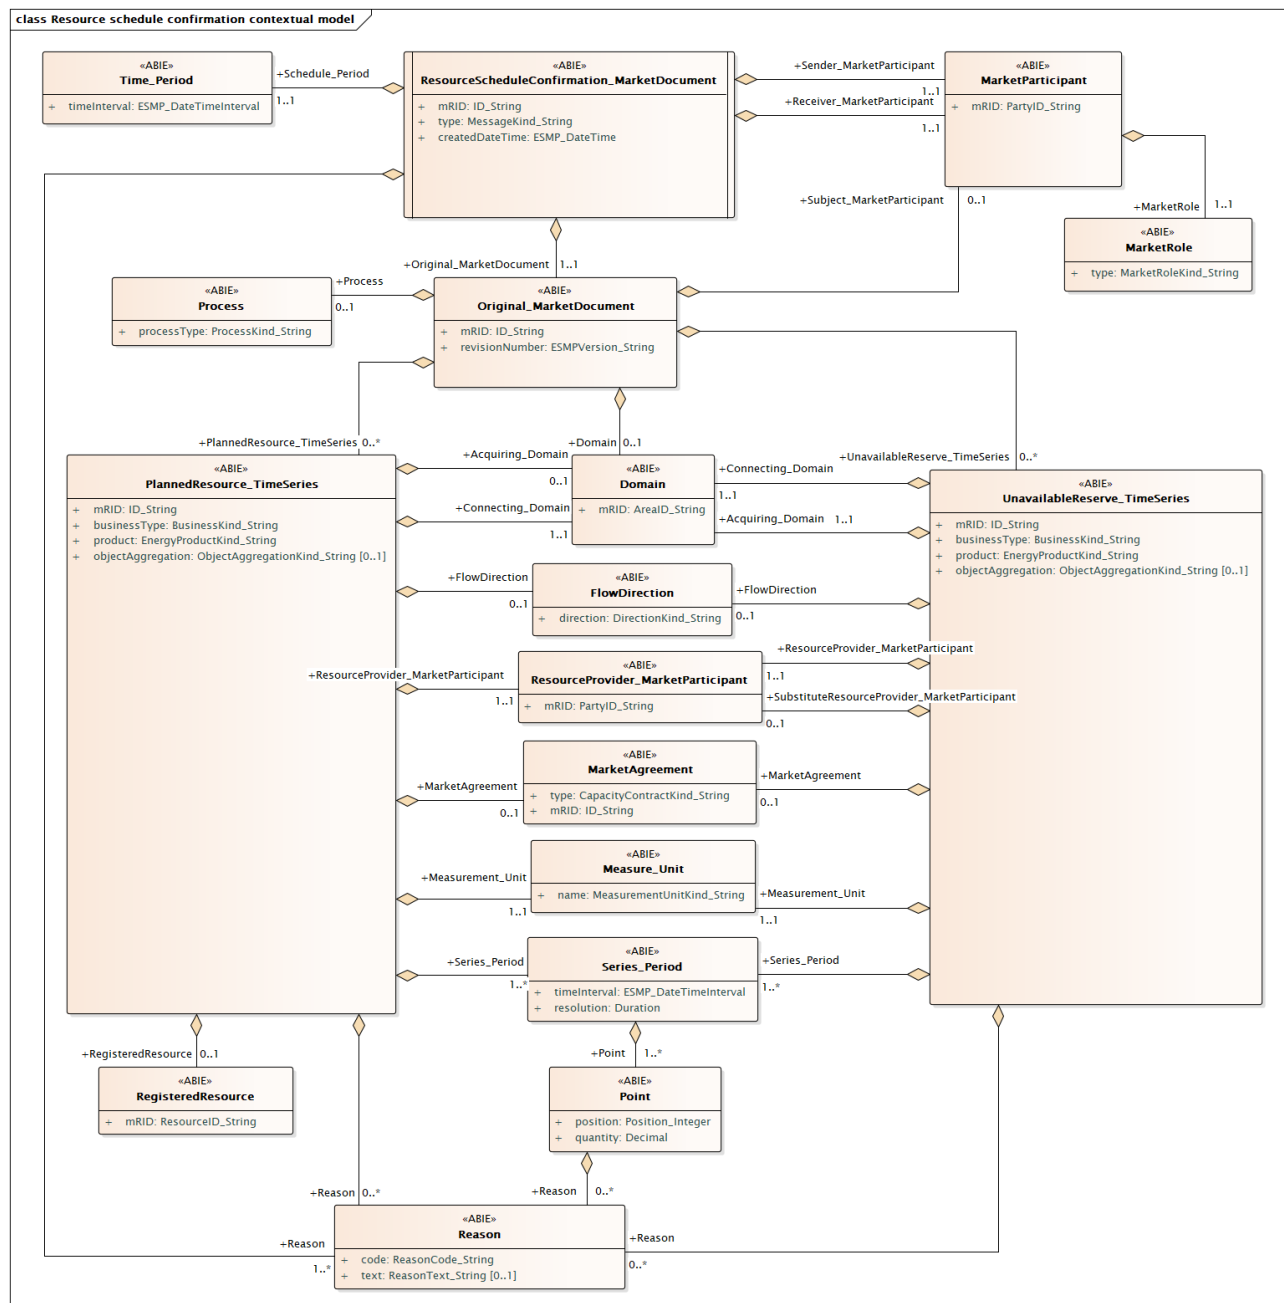 class Resource schedule confirmation contextual model
«ABIE»
Time_Period
+ timeInterval: ESMP_DateTimeInterval
+Schedule_Period
1..1
«ABIE»
ResourceScheduleConfirmation_MarketDocument
+ mRID: ID_String
+ type: MessageKind_String
+ createdDateTime: ESMP_DateTime
+Sender_MarketParticipant
1..1
+Receiver_MarketParticipant
1..1
«ABIE»
MarketParticipant
+ mRID: PartyID_String
+Subject_MarketParticipant
0..1
+MarketRole
1..1
«ABIE»
MarketRole
+ type: MarketRoleKind_String
+Original_MarketDocument
1..1
«ABIE»
Process
+ processType: ProcessKind_String
+Process
0..1
«ABIE»
Original_MarketDocument
+ mRID: ID_String
+ revisionNumber: ESMPVersion_String
+PlannedResource_TimeSeries
0..*
+Domain
0..1
+UnavailableReserve_TimeSeries
0..*
«ABIE»
PlannedResource_TimeSeries
+ mRID: ID_String
+ businessType: BusinessKind_String
+ product: EnergyProductKind_String
+ objectAggregation: ObjectAggregationKind_String [0..1]
+Acquiring_Domain
0..1
+Connecting_Domain
1..1
«ABIE»
Domain
+ mRID: AreaID_String
+Connecting_Domain
1..1
+Acquiring_Domain
1..1
«ABIE»
UnavailableReserve_TimeSeries
+ mRID: ID_String
+ businessType: BusinessKind_String
+ product: EnergyProductKind_String
+ objectAggregation: ObjectAggregationKind_String [0..1]
+FlowDirection
0..1
«ABIE»
FlowDirection
+ direction: DirectionKind_String
+FlowDirection
0..1
+ResourceProvider_MarketParticipant
1..1
«ABIE»
ResourceProvider_MarketParticipant
+ mRID: PartyID_String
+ResourceProvider_MarketParticipant
1..1
+SubstituteResourceProvider_MarketParticipant
0..1
+MarketAgreement
0..1
«ABIE»
MarketAgreement
+ type: CapacityContractKind_String
+ mRID: ID_String
+MarketAgreement
0..1
+Measurement_Unit
1..1
«ABIE»
Measure_Unit
+ name: MeasurementUnitKind_String
+Measurement_Unit
1..1
+Series_Period
1..*
«ABIE»
Series_Period
+ timeInterval: ESMP_DateTimeInterval
+ resolution: Duration
+Series_Period
1..*
+RegisteredResource
0..1
«ABIE»
RegisteredResource
+ mRID: ResourceID_String
+Point
1..*
«ABIE»
Point
+ position: Position_Integer
+ quantity: Decimal
+Reason
0..*
+Reason
0..*
+Reason
1..*
«ABIE»
Reason
+ code: ReasonCode_String
+ text: ReasonText_String [0..1]
+Reason
0..*